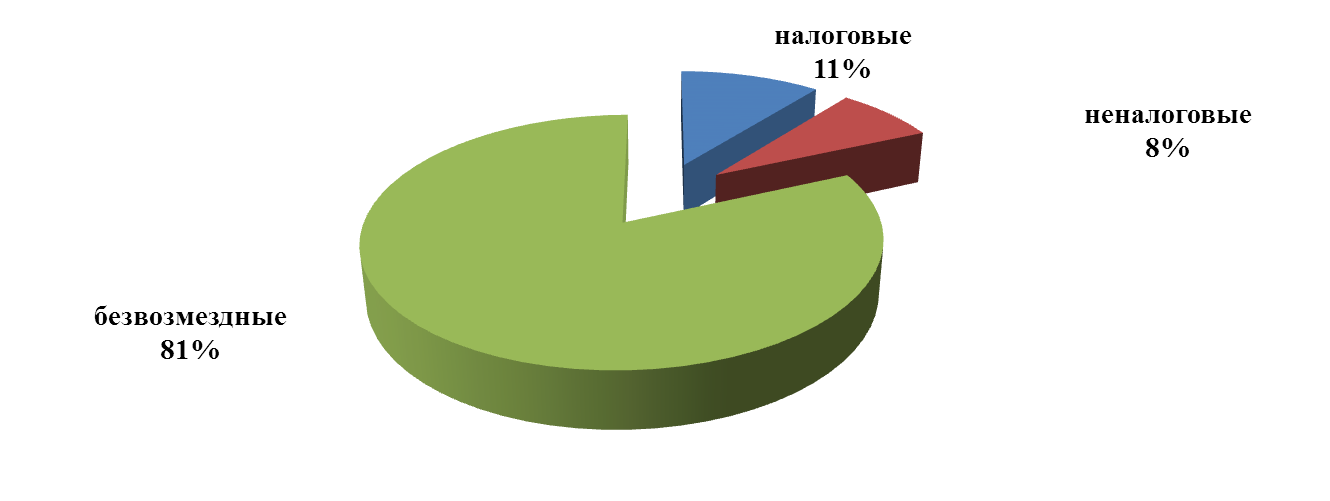 налоговые
11%
неналоговые
8%
безвозмездные
81%